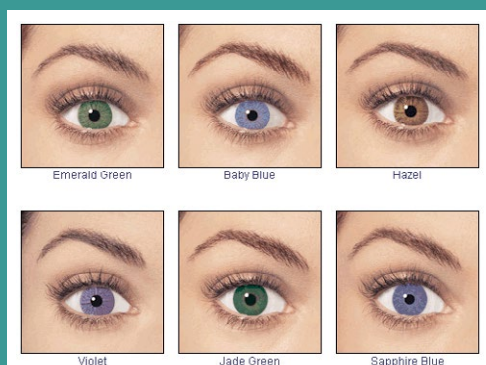 Emerald Green
Baby Blue
Hazel
Violet
Jade Green
Sapphire Blue